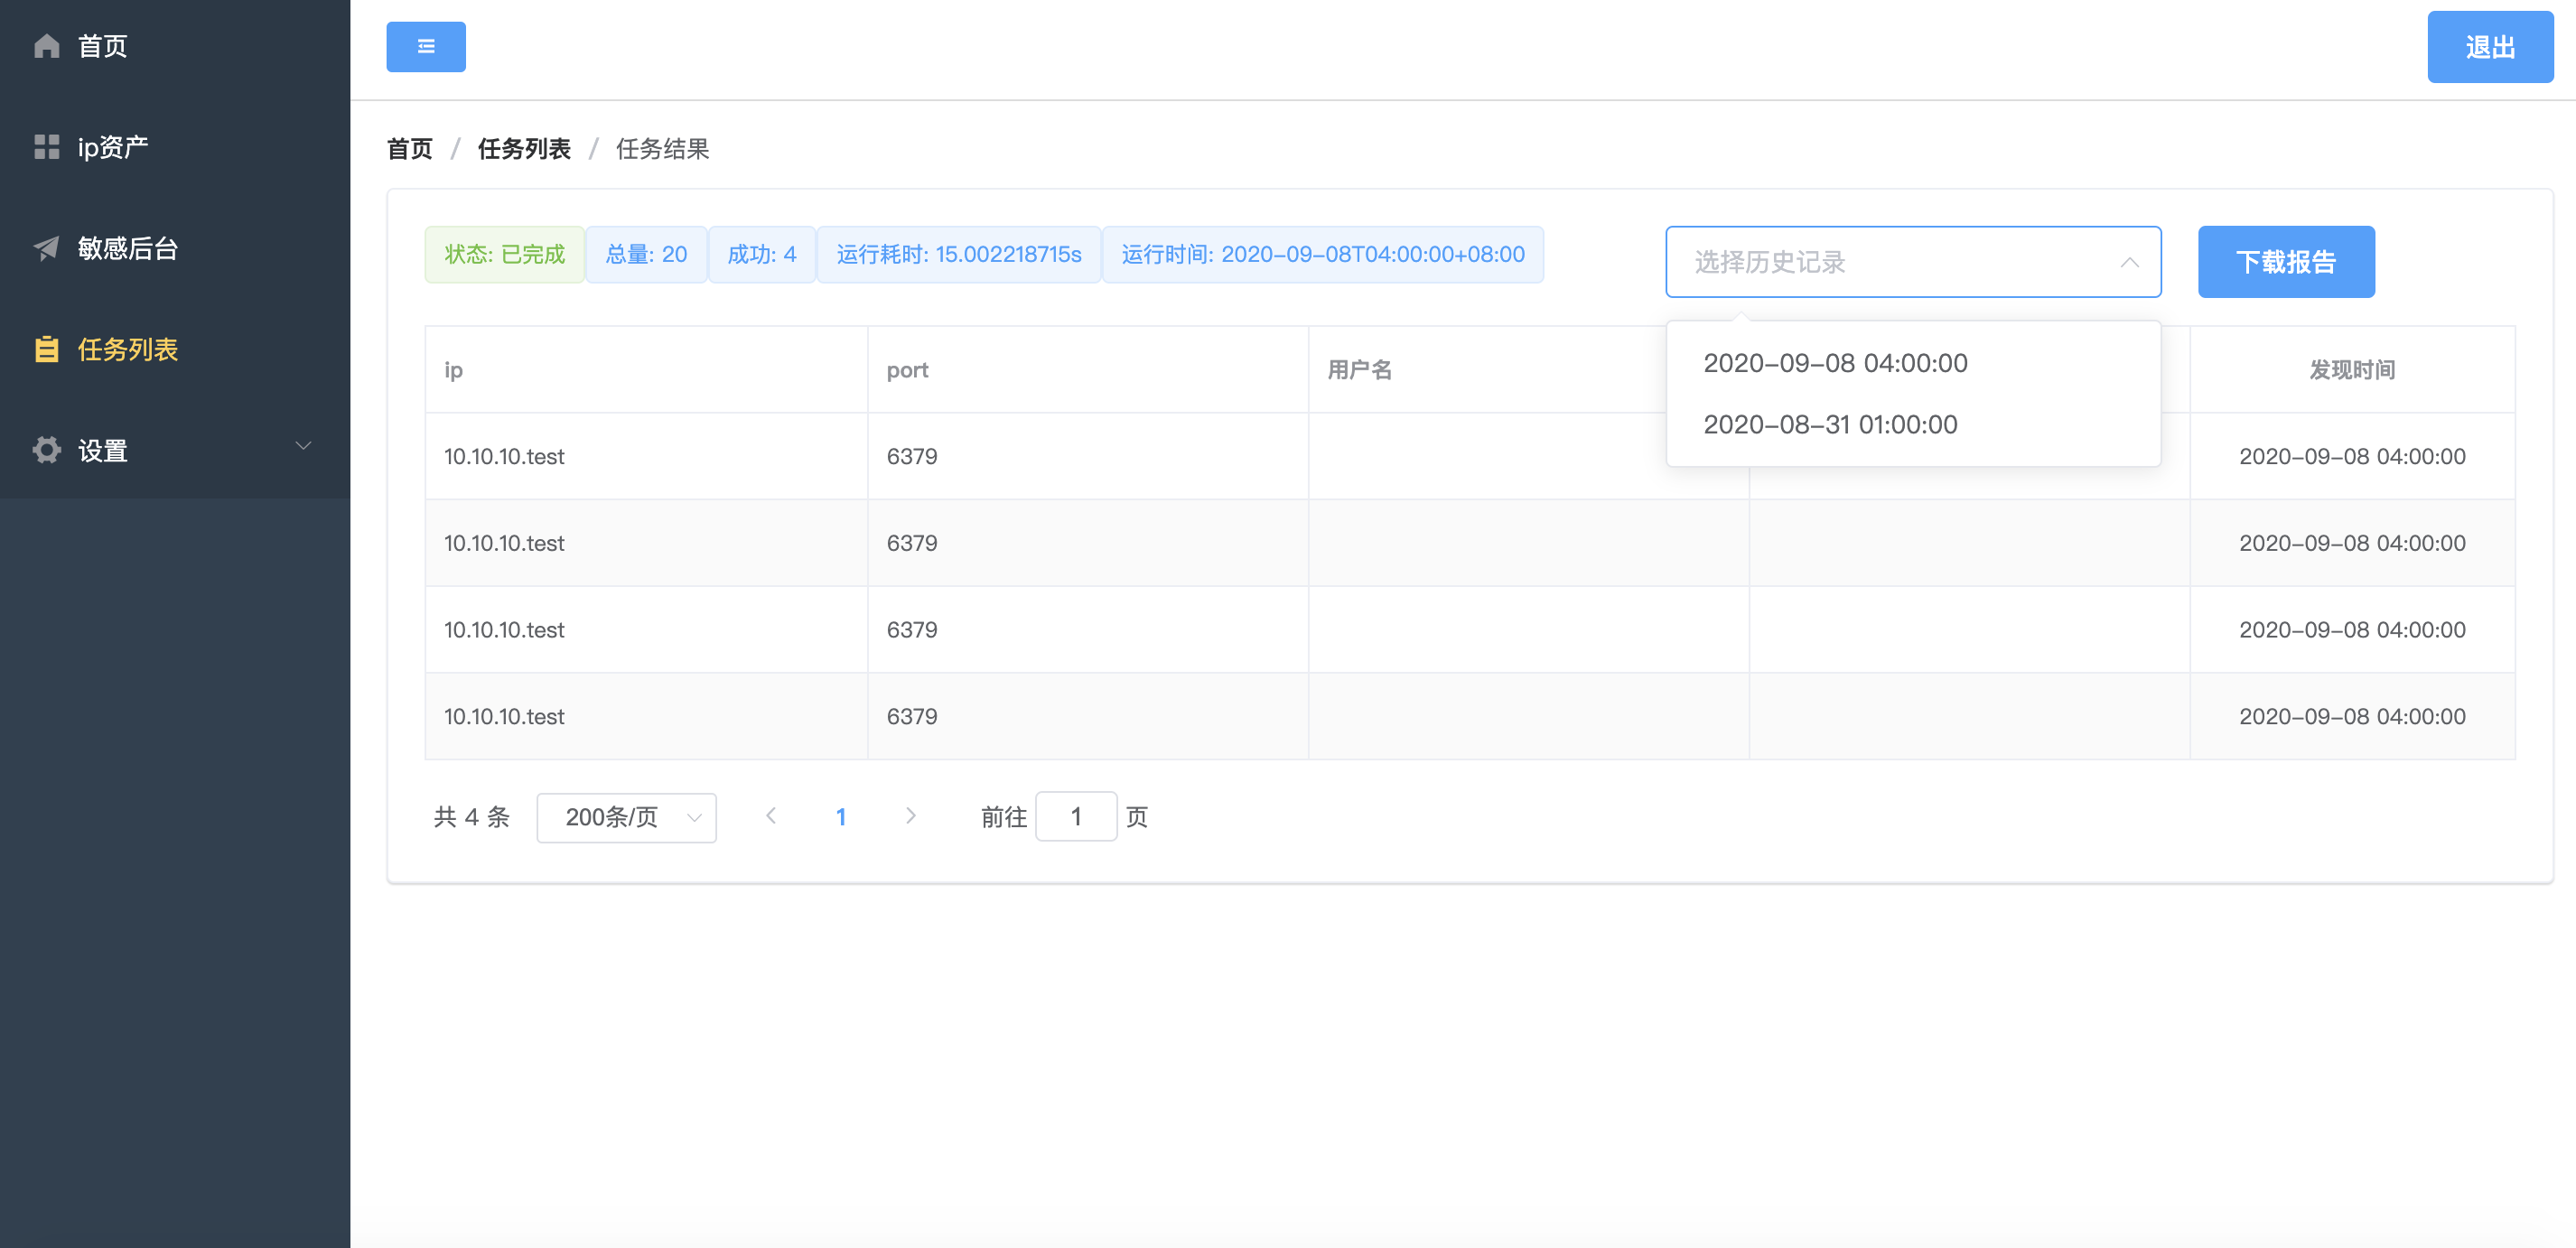 首页
ip资产
敏感后台
任务列表
设置
退出
首页 / 任务列表 / 任务结果
状态: 已完成 总量: 20 成功: 4 运行耗时: 15.002218715s 运行时间: 2020-09-08T04:00:00+08:00
选择历史记录
下载报告
2020-09-08 04:00:00
2020-08-31 01:00:00
ip port 用户名 发现时间
10.10.10.test 6379 2020-09-08 04:00:00
10.10.10.test 6379 2020-09-08 04:00:00
10.10.10.test 6379 2020-09-08 04:00:00
10.10.10.test 6379 2020-09-08 04:00:00
共 4 条 200条/页 1 前往 1 页